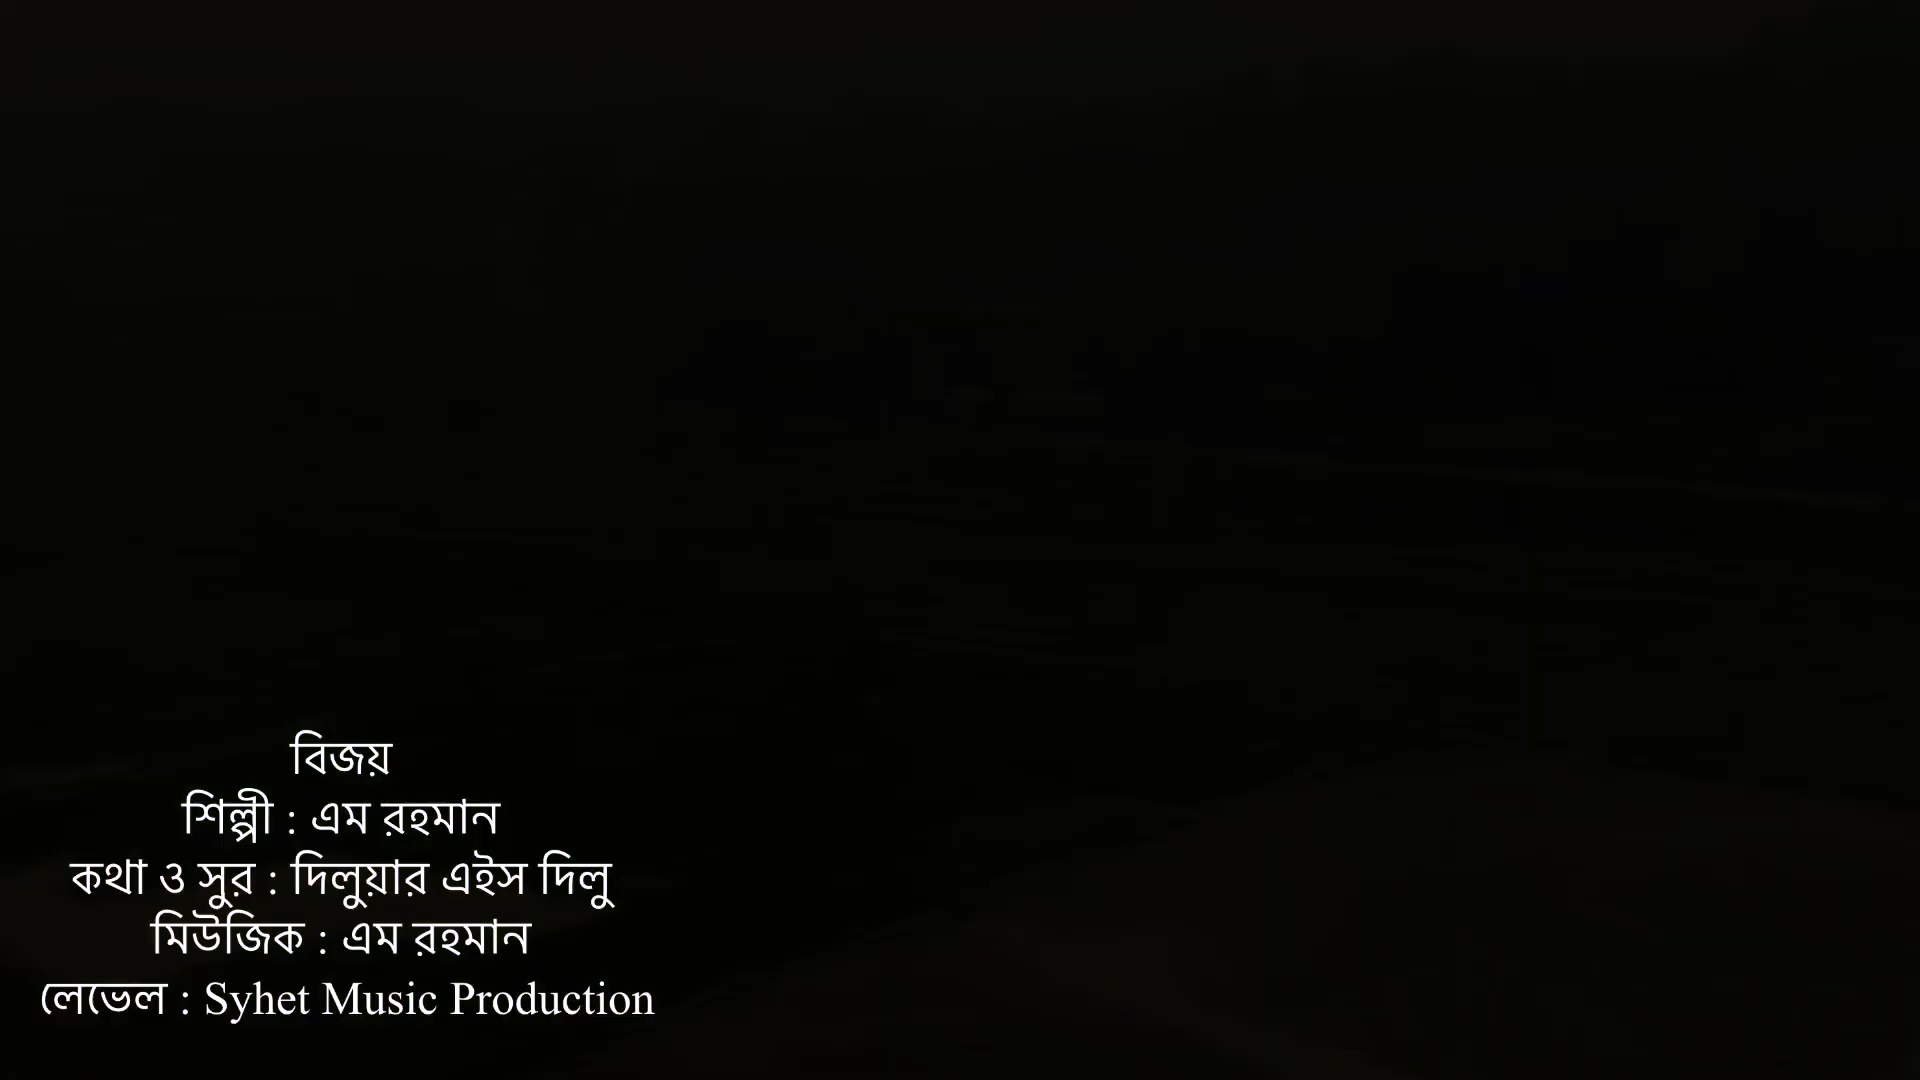 বিজয়
শিল্পী : এম রহমান
কথা ও সুর : দিলুয়ার এইস দিলু
মিউজিক : এম রহমান
লেভেল : Syhet Music Production